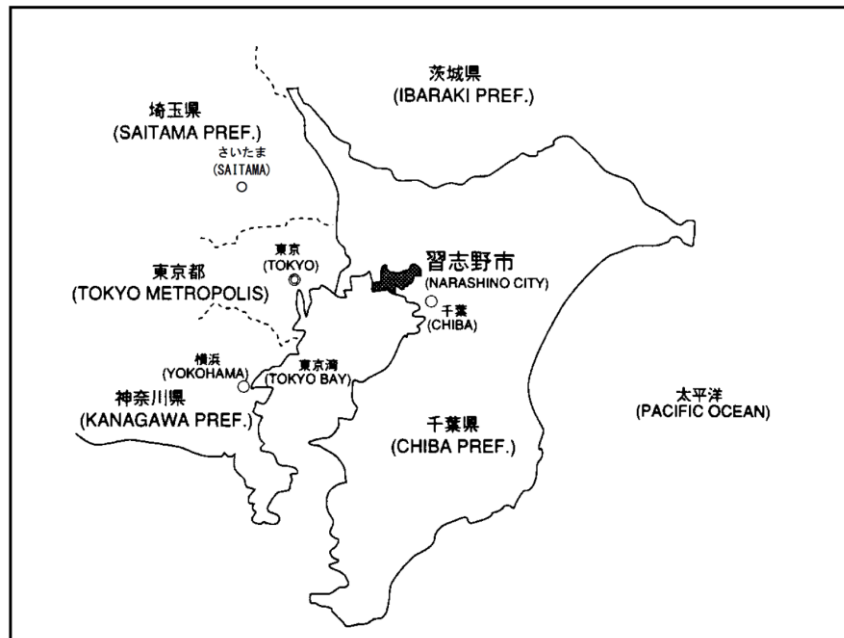 茨城県
(IBARAKI PREF.)
埼玉県
(SAITAMA PREF.)
さいたま
(SAITAMA)
東京
(TOKYO)
習志野市
(NARASHINO CITY)
東京都
(TOKYO METROPOLIS)
千葉
(CHIBA)
横浜
(YOKOHAMA)
東京湾
(TOKYO BAY)
神奈川県
(KANAGAWA PREF.)
千葉県
(CHIBA PREF.)
太平洋
(PACIFIC OCEAN)